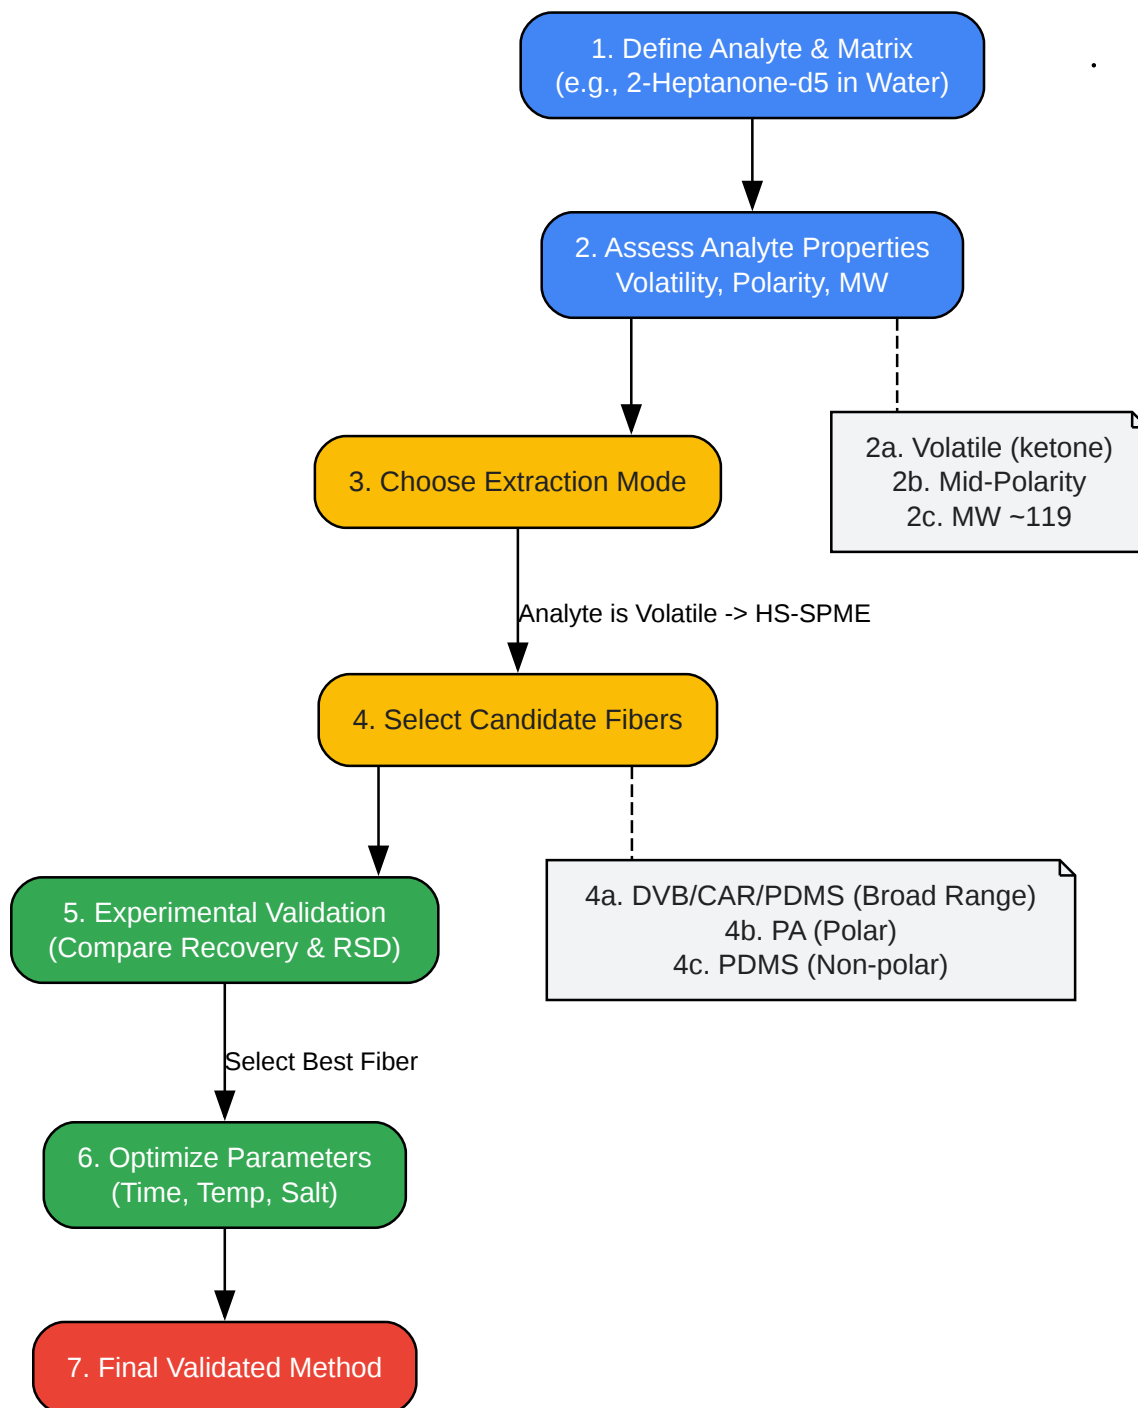 1. Define Analyte & Matrix
(e.g., 2-Heptanone-d5 in Water)
2. Assess Analyte Properties
Volatility, Polarity, MW
2a. Volatile (ketone)
2b. Mid-Polarity
2c. MW ~119
3. Choose Extraction Mode
Analyte is Volatile -> HS-SPME
4. Select Candidate Fibers
4a. DVB/CAR/PDMS (Broad Range)
4b. PA (Polar)
4c. PDMS (Non-polar)
5. Experimental Validation
(Compare Recovery & RSD)
Select Best Fiber
6. Optimize Parameters
(Time, Temp, Salt)
7. Final Validated Method